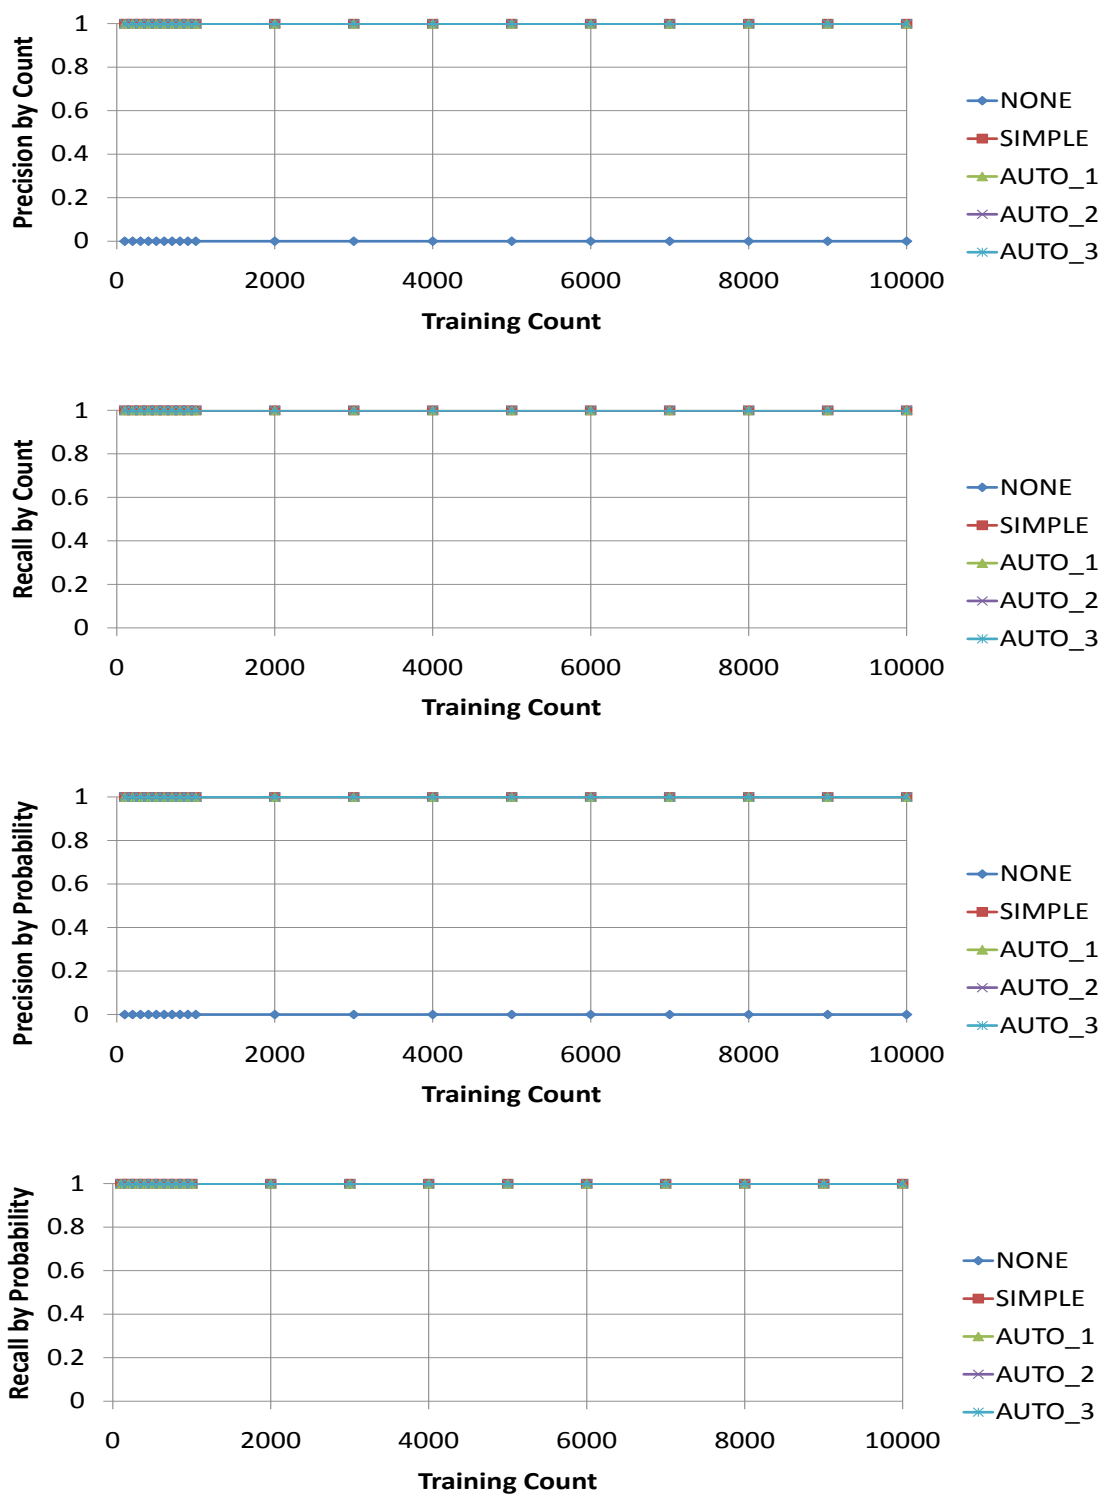 Precision by Count
1
0.8
0.6
0.4
0.2
0
0 2000 4000 6000 8000 10000
Training Count
NONE
SIMPLE
AUTO_1
AUTO_2
AUTO_3
Recall by Count
1
0.8
0.6
0.4
0.2
0
0 2000 4000 6000 8000 10000
Training Count
NONE
SIMPLE
AUTO_1
AUTO_2
AUTO_3
Precision by Probability
1
0.8
0.6
0.4
0.2
0
0 2000 4000 6000 8000 10000
Training Count
NONE
SIMPLE
AUTO_1
AUTO_2
AUTO_3
Recall by Probability
1
0.8
0.6
0.4
0.2
0
0 2000 4000 6000 8000 10000
Training Count
NONE
SIMPLE
AUTO_1
AUTO_2
AUTO_3